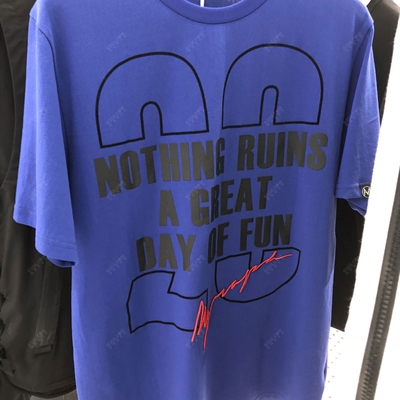 NOTHING RUINS
A GREAT
DAY OF FUN